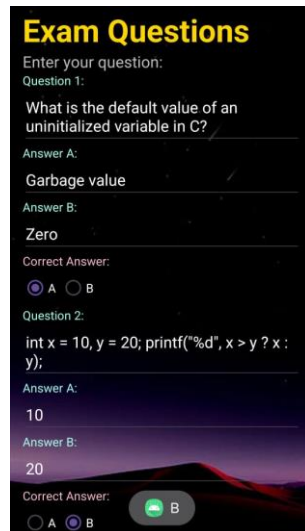 Exam Questions
Enter your question:
Question 1:
What is the default value of an
uninitialized variable in C?
Answer A:
Garbage value
Answer B:
Zero
Correct Answer:
A B
Question 2:
int x = 10, y = 20; printf("%d", x > y ? x :
y);
Answer A:
10
Answer B:
20
Correct Answer:
B
A B